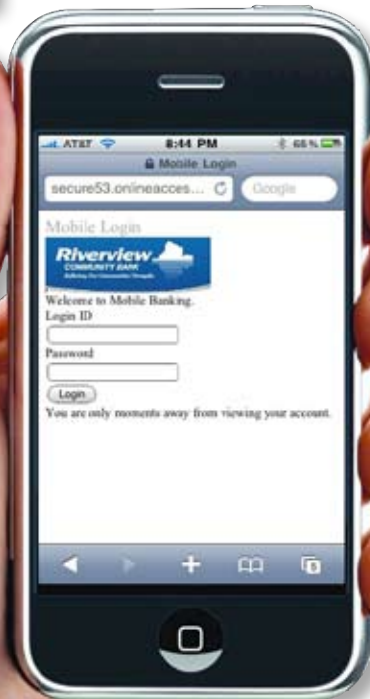 AT&T 8:44 PM 65%
Mobile Login
secure53.onlineacces... Google
Mobile Login
Riverview
COMMUNITY BANK
Welcome to Mobile Banking.
Login ID
Password
Login
You are only moments away from viewing your account.